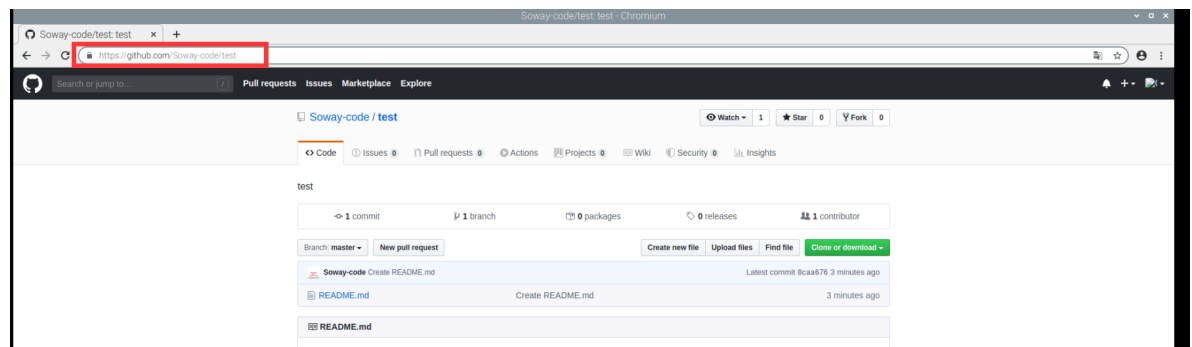 Soway-code/test: test - Chromium
Soway-code/test: test × +
https://github.com/Soway-code/test
Search or jump to... / Pull requests Issues Marketplace Explore
Soway-code / test Watch 1 Star 0 Fork 0
Code Issues 0 Pull requests 0 Actions Projects 0 Wiki Security 0 Insights
test
1 commit 1 branch 0 packages 0 releases 1 contributor
Branch: master New pull request Create new file Upload files Find file Clone or download
Soway-code Create README.md Latest commit 8caa676 3 minutes ago
README.md Create README.md 3 minutes ago
README.md